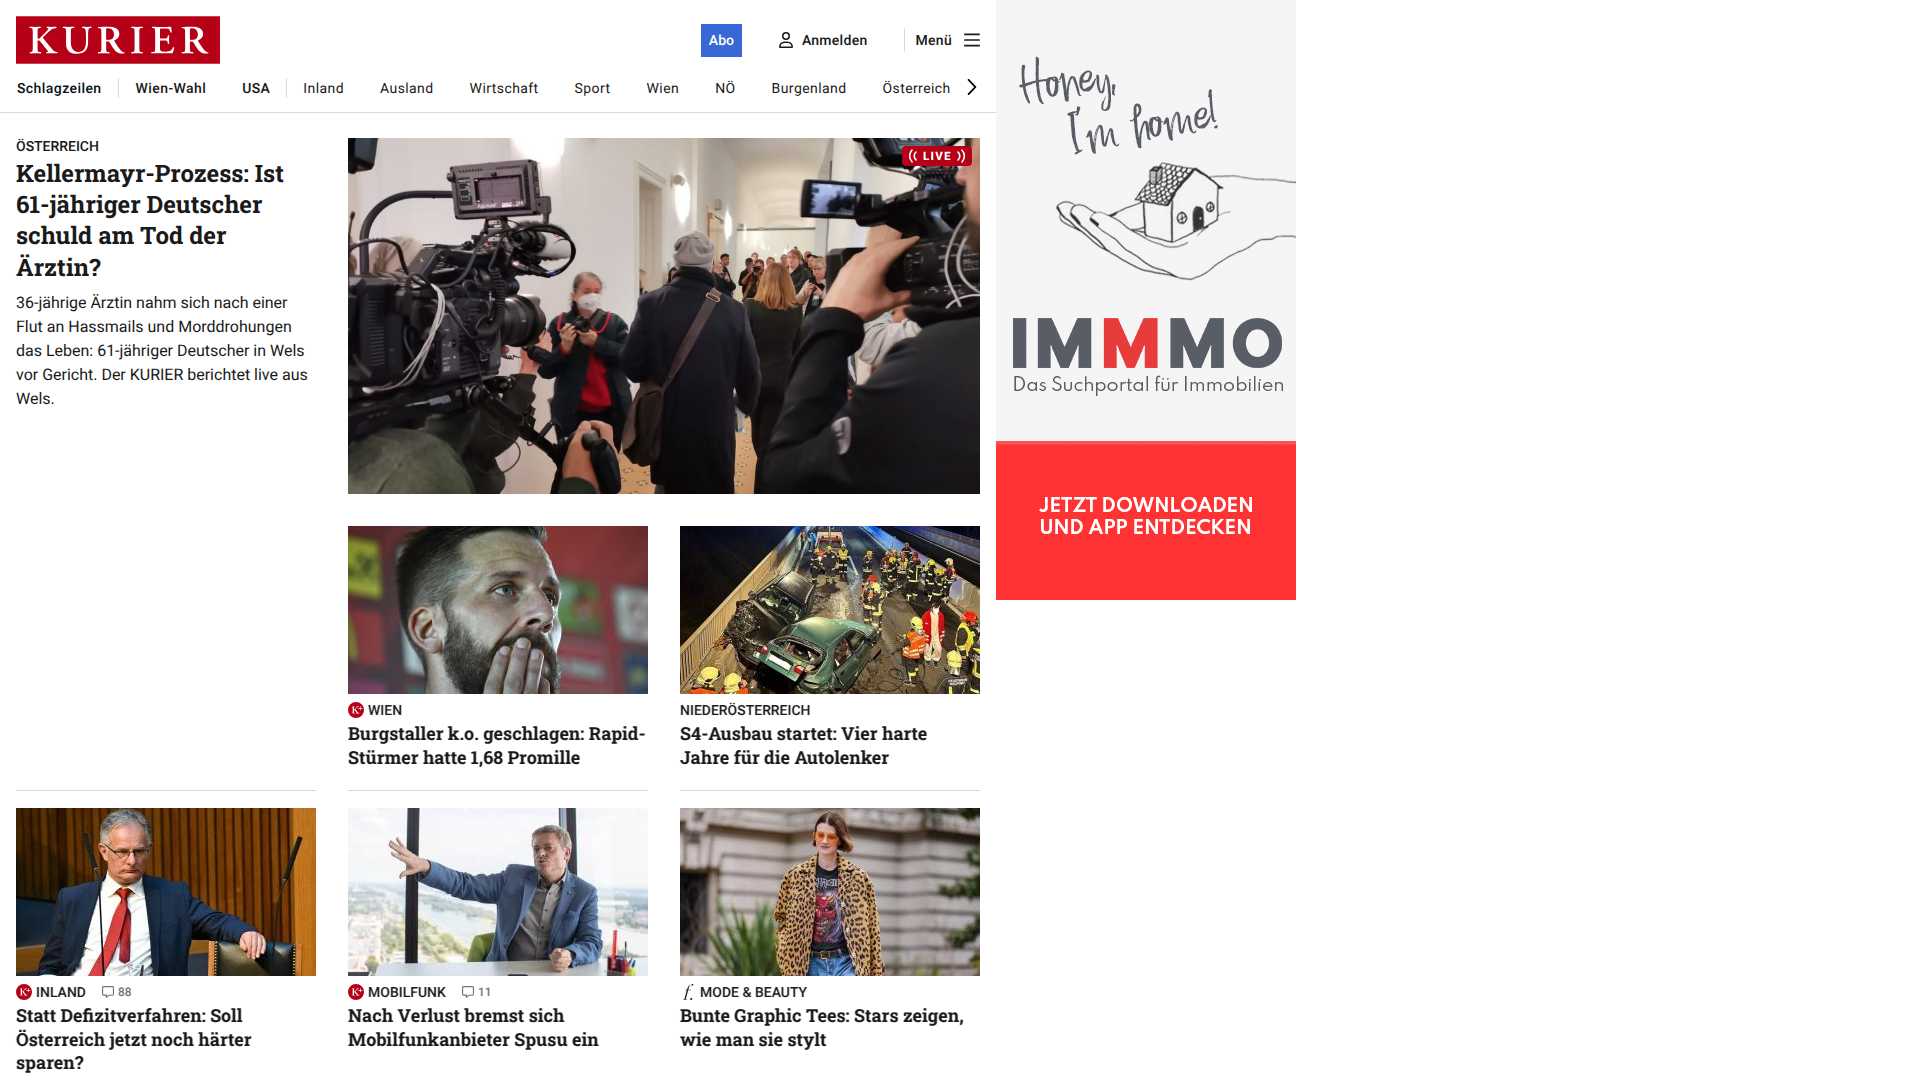 KURIER
Abo
Anmelden
Menü
Schlagzeilen
Wien-Wahl
USA
Inland
Ausland
Wirtschaft
Sport
Wien
NÖ
Burgenland
Österreich
ÖSTERREICH
Kellermayr-Prozess: Ist
61-jähriger Deutscher
schuld am Tod der
Ärztin?
36-jährige Ärztin nahm sich nach einer
Flut an Hassmails und Morddrohungen
das Leben: 61-jähriger Deutscher in Wels
vor Gericht. Der KURIER berichtet live aus
Wels.
LIVE
K+ WIEN
Burgstaller k.o. geschlagen: Rapid-
Stürmer hatte 1,68 Promille
NIEDERÖSTERREICH
S4-Ausbau startet: Vier harte
Jahre für die Autolenker
K+ INLAND 88
Statt Defizitverfahren: Soll
Österreich jetzt noch härter
sparen?
K+ MOBILFUNK 11
Nach Verlust bremst sich
Mobilfunkanbieter Spusu ein
f. MODE & BEAUTY
Bunte Graphic Tees: Stars zeigen,
wie man sie stylt
Honey,
I'm home!
IMMMO
Das Suchportal für Immobilien
JETZT DOWNLOADEN
UND APP ENTDECKEN